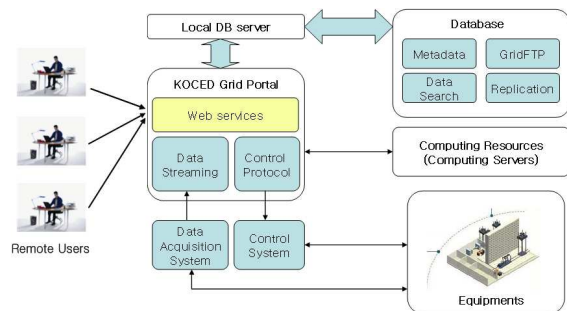 Local DB server
Database
Metadata
GridFTP
Data
Search
Replication
KOCED Grid Portal
Web services
Data
Streaming
Control
Protocol
Computing Resources
(Computing Servers)
Remote Users
Data
Acquisition
System
Control
System
Equipments